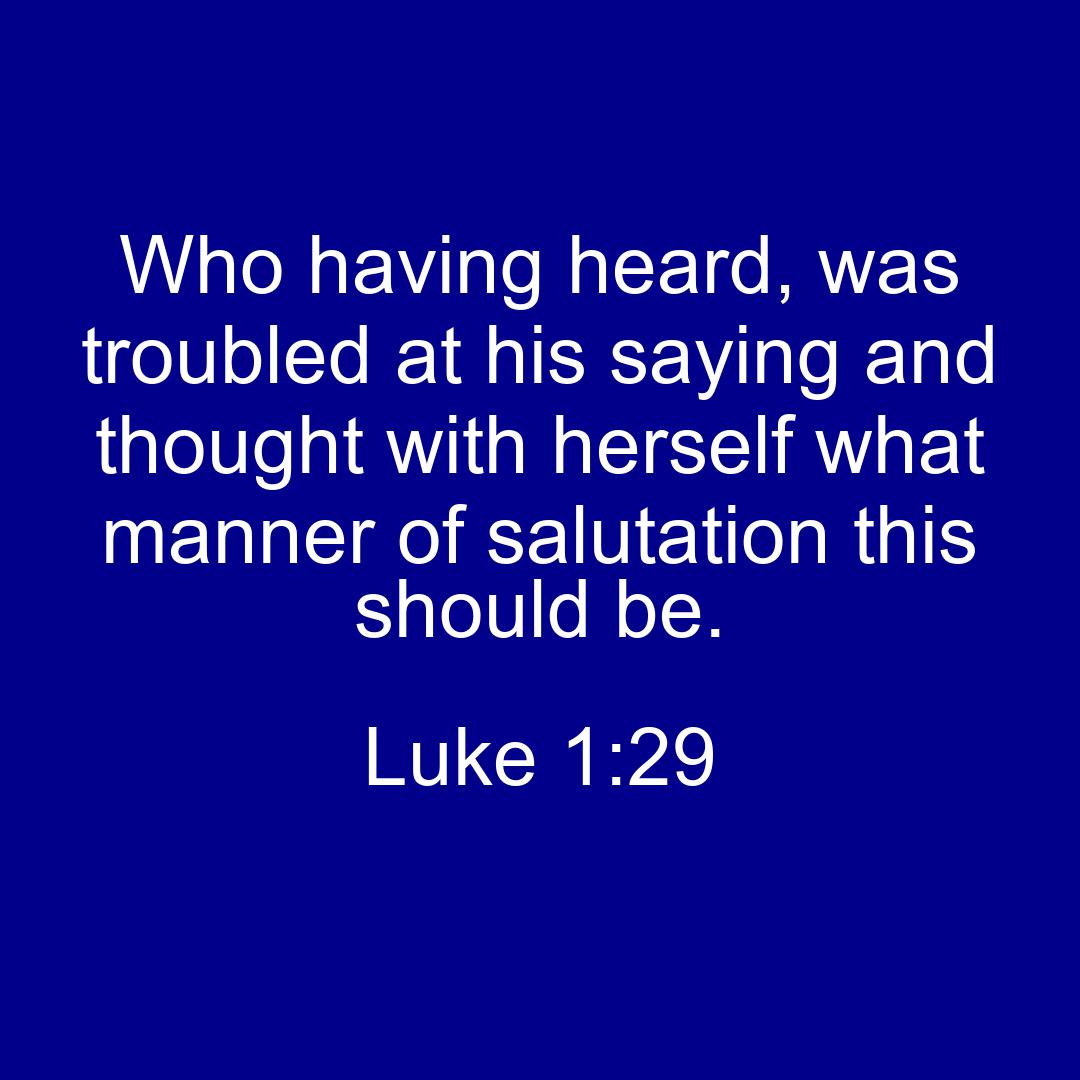 Who having heard, was
troubled at his saying and
thought with herself what
manner of salutation this
should be.
Luke 1:29